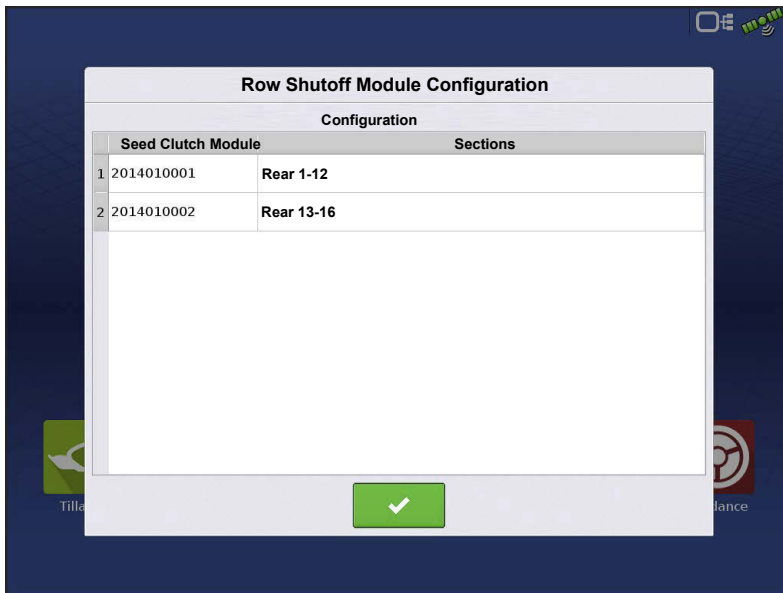 Row Shutoff Module Configuration
Configuration
Seed Clutch Module Sections
1 2014010001 Rear 1-12
2 2014010002 Rear 13-16
Tilla
dance